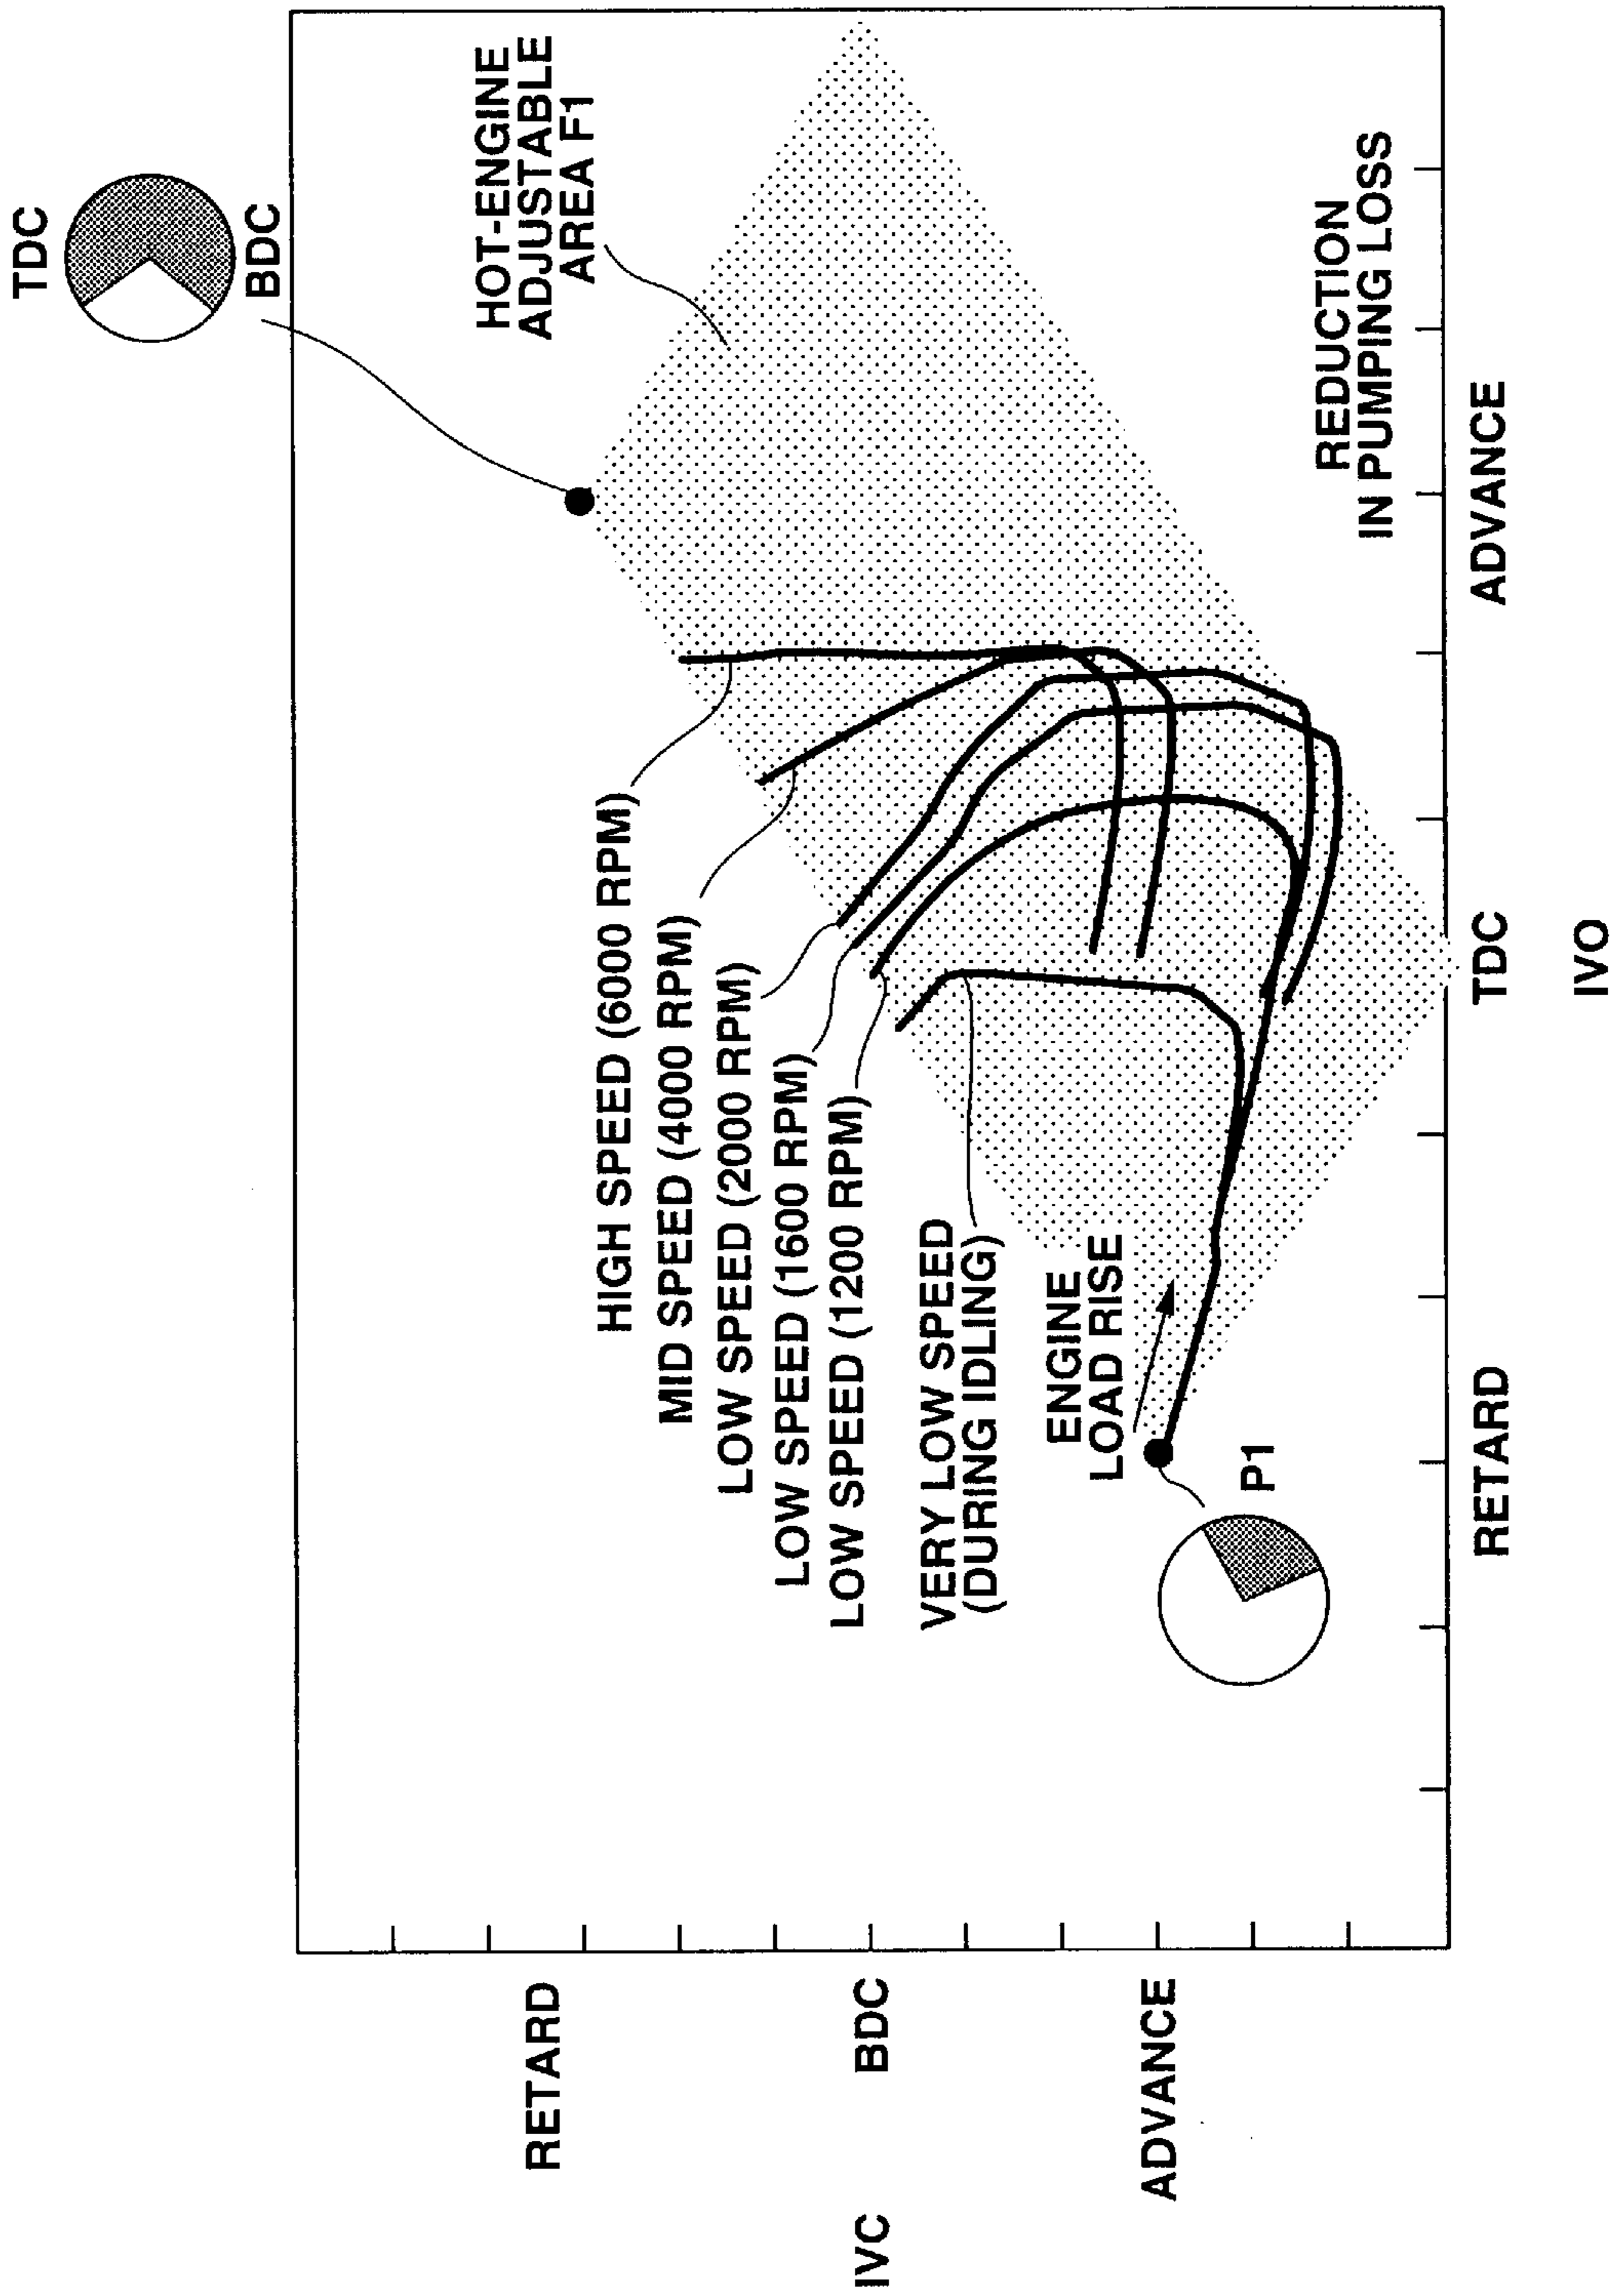 TDC
BDC
HOT-ENGINE
ADJUSTABLE
AREA F1
HIGH SPEED (6000 RPM)
MID SPEED (4000 RPM)
LOW SPEED (2000 RPM)
LOW SPEED (1600 RPM)
LOW SPEED (1200 RPM)
VERY LOW SPEED
(DURING IDLING)
ENGINE
LOAD RISE
P1
REDUCTION
IN PUMPING LOSS
RETARD
BDC
ADVANCE
IVC
RETARD
TDC
ADVANCE
IVO